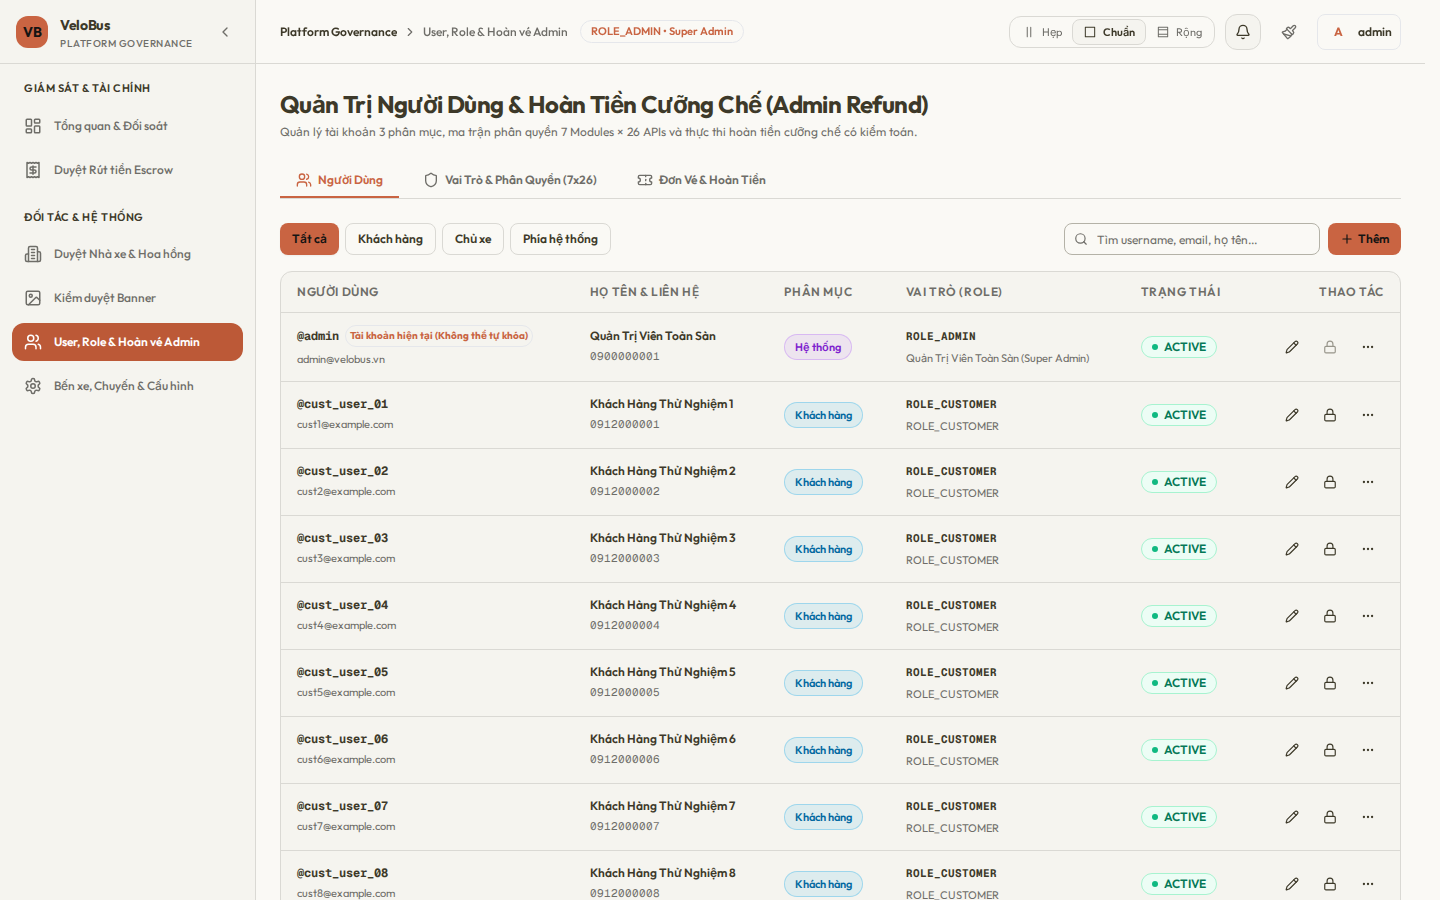 VB
VeloBus
PLATFORM GOVERNANCE
GIÁM SÁT & TÀI CHÍNH
Tổng quan & Đối soát
Duyệt Rút tiền Escrow
ĐỐI TÁC & HỆ THỐNG
Duyệt Nhà xe & Hoa hồng
Kiểm duyệt Banner
User, Role & Hoàn vé Admin
Bến xe, Chuyến & Cấu hình
Platform Governance
User, Role & Hoàn vé Admin
ROLE_ADMIN • Super Admin
Hẹp
Chuẩn
Rộng
A
admin
Quản Trị Người Dùng & Hoàn Tiền Cưỡng Chế (Admin Refund)
Quản lý tài khoản 3 phân mục, ma trận phân quyền 7 Modules × 26 APIs và thực thi hoàn tiền cưỡng chế có kiểm toán.
Người Dùng
Vai Trò & Phân Quyền (7x26)
Đơn Vé & Hoàn Tiền
Tất cả
Khách hàng
Chủ xe
Phía hệ thống
Tìm username, email, họ tên...
Thêm
NGƯỜI DÙNG HỌ TÊN & LIÊN HỆ PHÂN MỤC VAI TRÒ (ROLE) TRẠNG THÁI THAO TÁC
@admin Tài khoản hiện tại (Không thể tự khóa)
admin@velobus.vn
Quản Trị Viên Toàn Sàn
0900000001
Hệ thống
ROLE_ADMIN
Quản Trị Viên Toàn Sàn (Super Admin)
ACTIVE
@cust_user_01
cust1@example.com
Khách Hàng Thử Nghiệm 1
0912000001
Khách hàng
ROLE_CUSTOMER
ROLE_CUSTOMER
ACTIVE
@cust_user_02
cust2@example.com
Khách Hàng Thử Nghiệm 2
0912000002
Khách hàng
ROLE_CUSTOMER
ROLE_CUSTOMER
ACTIVE
@cust_user_03
cust3@example.com
Khách Hàng Thử Nghiệm 3
0912000003
Khách hàng
ROLE_CUSTOMER
ROLE_CUSTOMER
ACTIVE
@cust_user_04
cust4@example.com
Khách Hàng Thử Nghiệm 4
0912000004
Khách hàng
ROLE_CUSTOMER
ROLE_CUSTOMER
ACTIVE
@cust_user_05
cust5@example.com
Khách Hàng Thử Nghiệm 5
0912000005
Khách hàng
ROLE_CUSTOMER
ROLE_CUSTOMER
ACTIVE
@cust_user_06
cust6@example.com
Khách Hàng Thử Nghiệm 6
0912000006
Khách hàng
ROLE_CUSTOMER
ROLE_CUSTOMER
ACTIVE
@cust_user_07
cust7@example.com
Khách Hàng Thử Nghiệm 7
0912000007
Khách hàng
ROLE_CUSTOMER
ROLE_CUSTOMER
ACTIVE
@cust_user_08
cust8@example.com
Khách Hàng Thử Nghiệm 8
0912000008
Khách hàng
ROLE_CUSTOMER
ROLE_CUSTOMER
ACTIVE